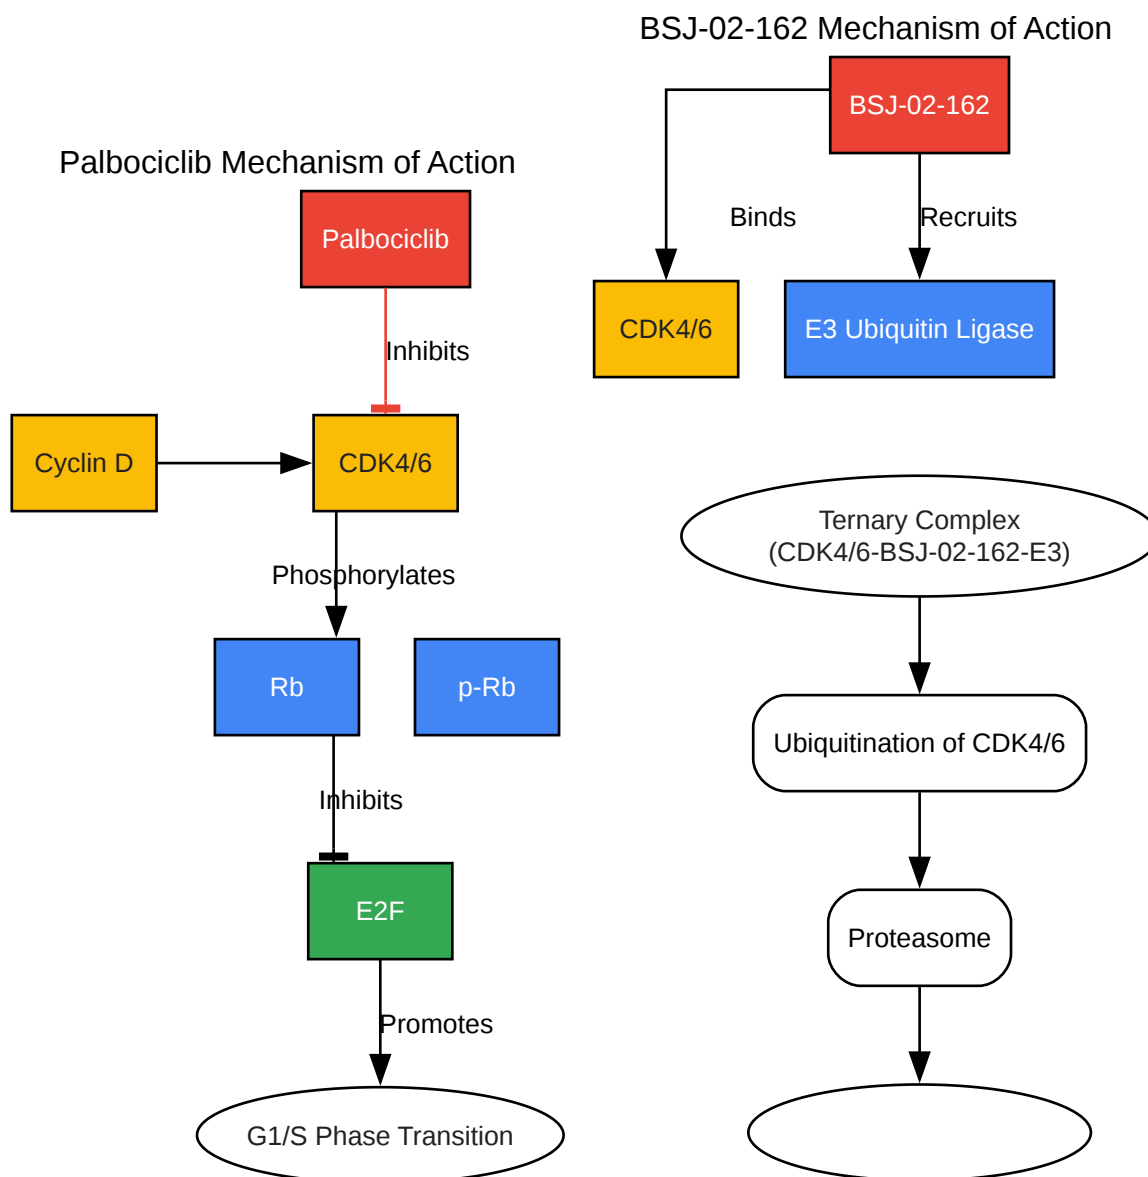 BSJ-02-162 Mechanism of Action
BSJ-02-162
Palbociclib Mechanism of Action
Palbociclib
Binds
Recruits
CDK4/6
E3 Ubiquitin Ligase
Inhibits
Cyclin D
CDK4/6
Ternary Complex
(CDK4/6-BSJ-02-162-E3)
Phosphorylates
Rb
p-Rb
Ubiquitination of CDK4/6
Inhibits
E2F
Proteasome
Promotes
G1/S Phase Transition